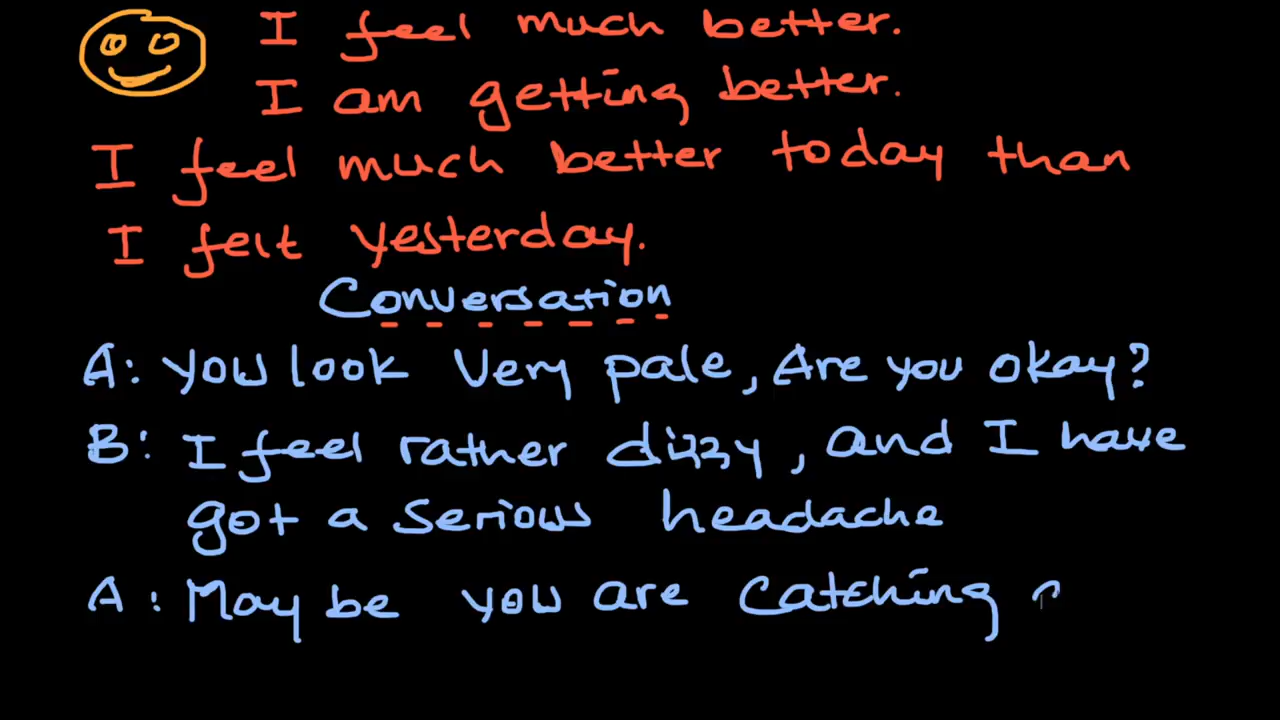 I feel much better.
I am getting better.
I feel much better today than
I felt yesterday.
Conversation
A: You look Very pale, Are you okay?
B: I feel rather dizzy, and I have
got a serious headache
A: May be you are catching